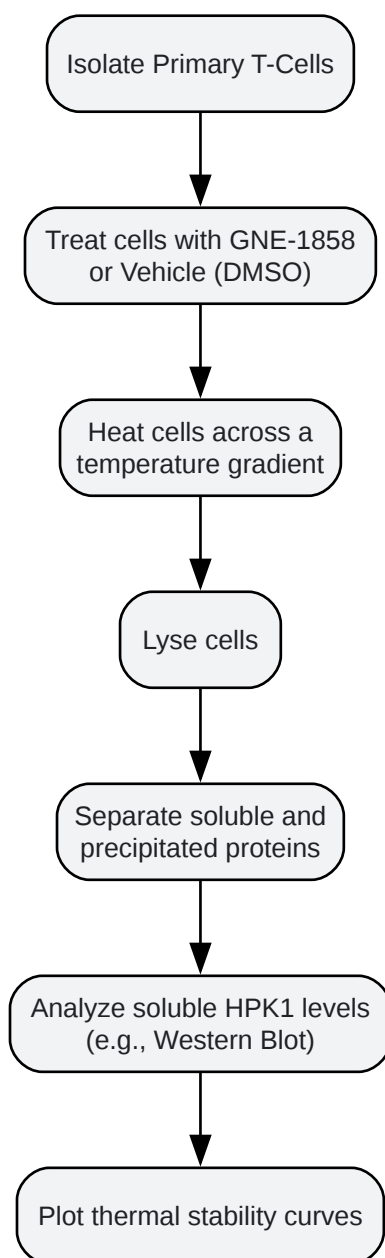 Isolate Primary T-Cells
Treat cells with GNE-1858
or Vehicle (DMSO)
Heat cells across a
temperature gradient
Lyse cells
Separate soluble and
precipitated proteins
Analyze soluble HPK1 levels
(e.g., Western Blot)
Plot thermal stability curves